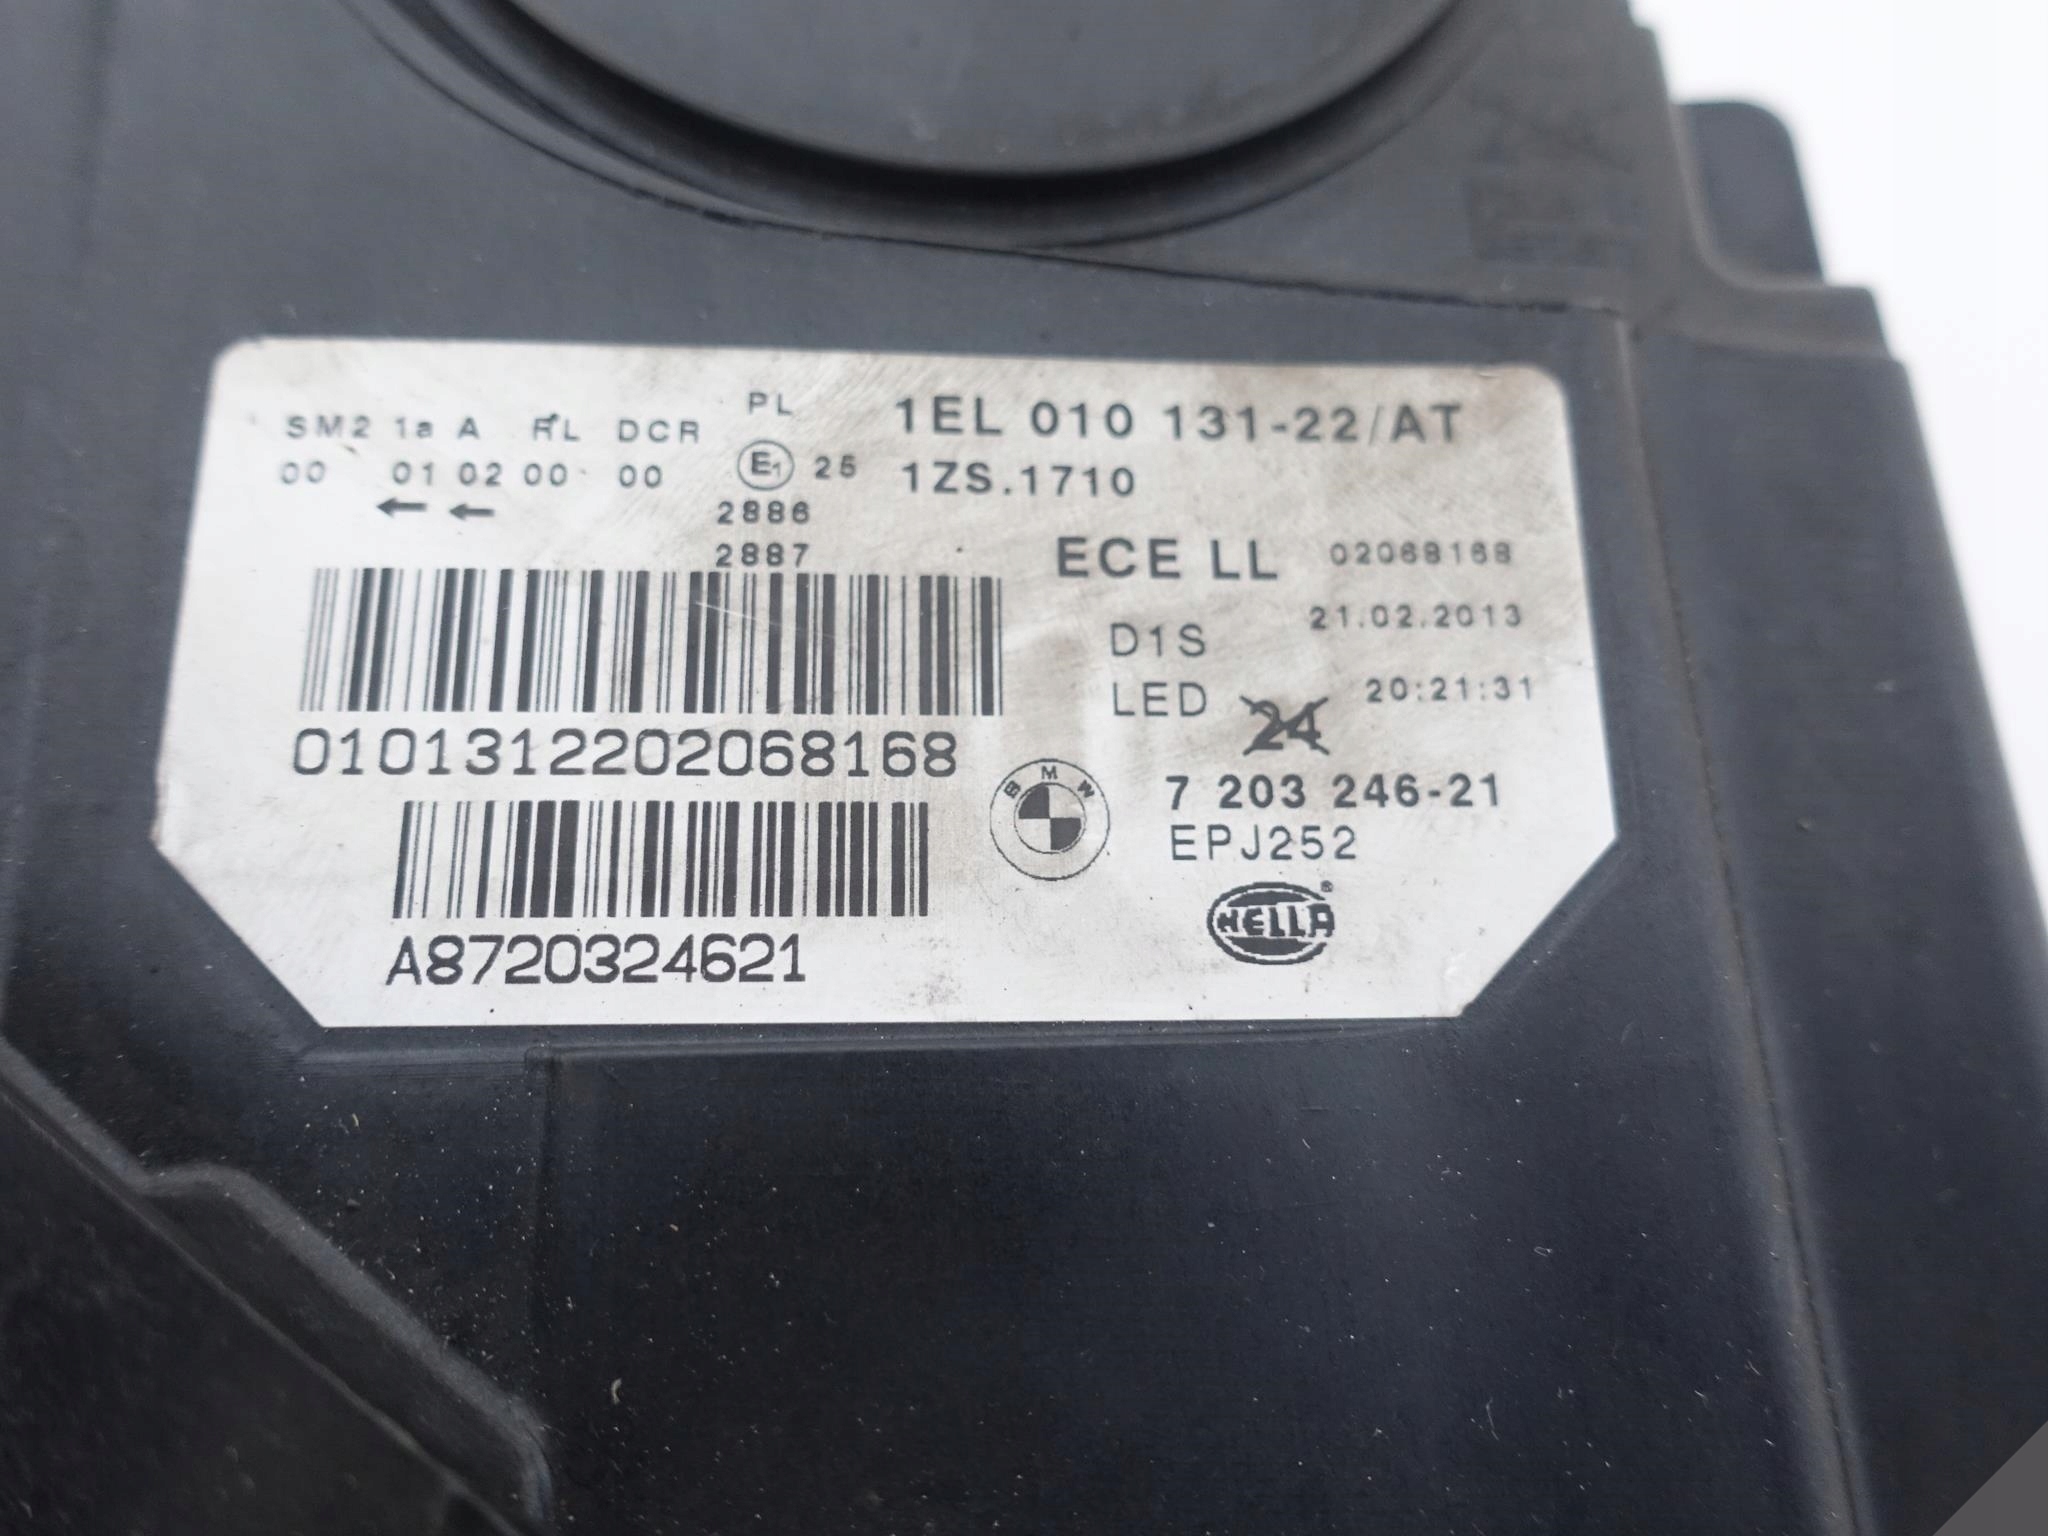 SM2 1a A RL DCR PL
00 01 02 00 00 E1 25
2886
2887
1EL 010 131-22/AT
1ZS.1710
ECE LL 02068168
D1S 21.02.2013
LED 20:21:31
24
0101312202068168
BMW
7 203 246-21
EPJ252
HELLA®
A8720324621